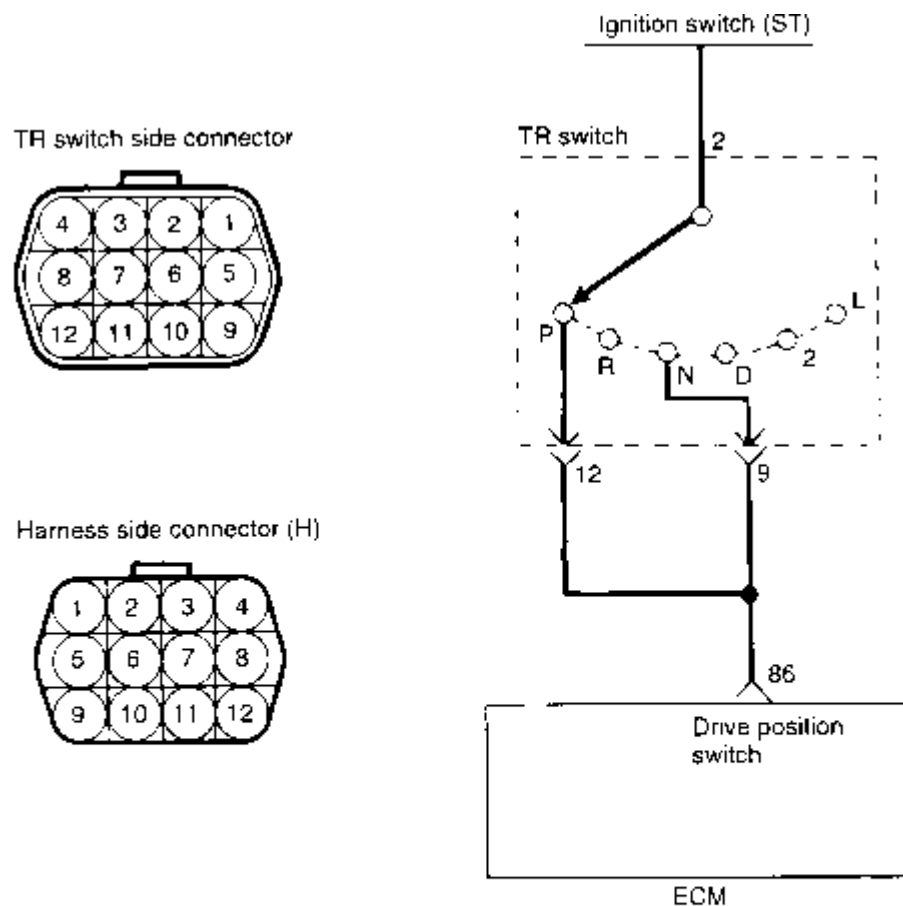 Ignition switch (ST)
TR switch side connector
TR switch
2
4 3 2 1
8 7 6 5
12 11 10 9
P
R
N
D
2
L
12
9
Harness side connector (H)
1 2 3 4
5 6 7 8
9 10 11 12
86
Drive position
switch
ECM